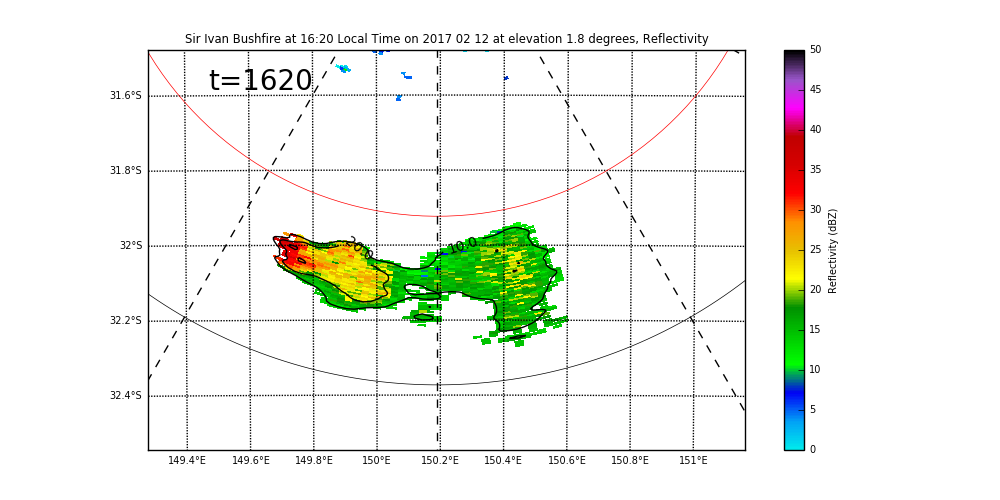 Sir Ivan Bushfire at 16:20 Local Time on 2017 02 12 at elevation 1.8 degrees, Reflectivity
t=1620
31.6°S
31.8°S
32°S
32.2°S
32.4°S
10.0
149.4°E 149.6°E 149.8°E 150°E 150.2°E 150.4°E 150.6°E 150.8°E 151°E
50
45
40
35
30
25
20
15
10
5
0
Reflectivity (dBZ)